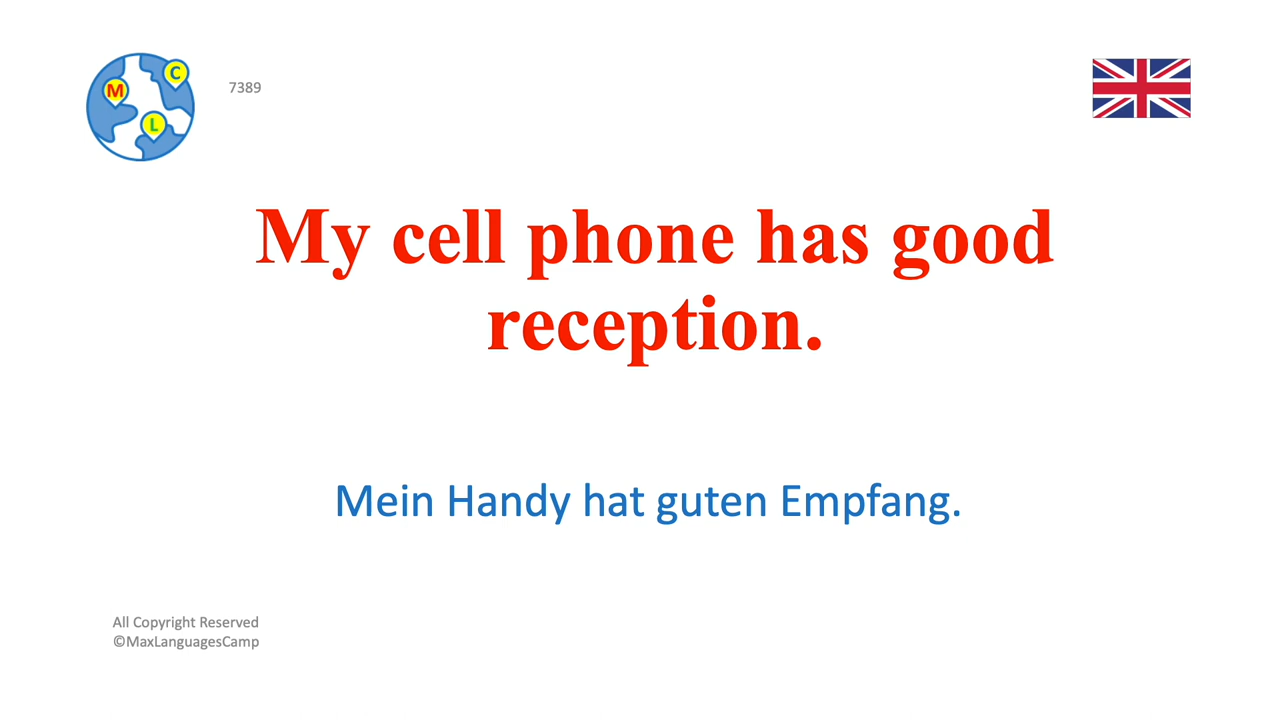 C
M
L
7389
My cell phone has good
reception.
Mein Handy hat guten Empfang.
All Copyright Reserved
©MaxLanguagesCamp